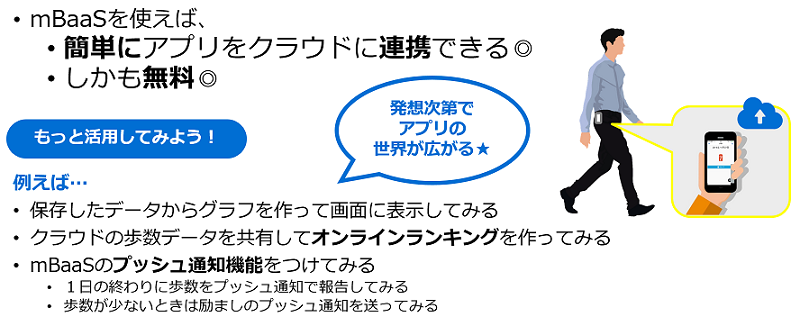 • mBaaSを使えば、
• 簡単にアプリをクラウドに連携できる◎
• しかも無料◎
発想次第で
アプリの
世界が広がる★
もっと活用してみよう！
例えば…
• 保存したデータからグラフを作って画面に表示してみる
• クラウドの歩数データを共有してオンラインランキングを作ってみる
• mBaaSのプッシュ通知機能をつけてみる
• １日の終わりに歩数をプッシュ通知で報告してみる
• 歩数が少ないときは励ましのプッシュ通知を送ってみる